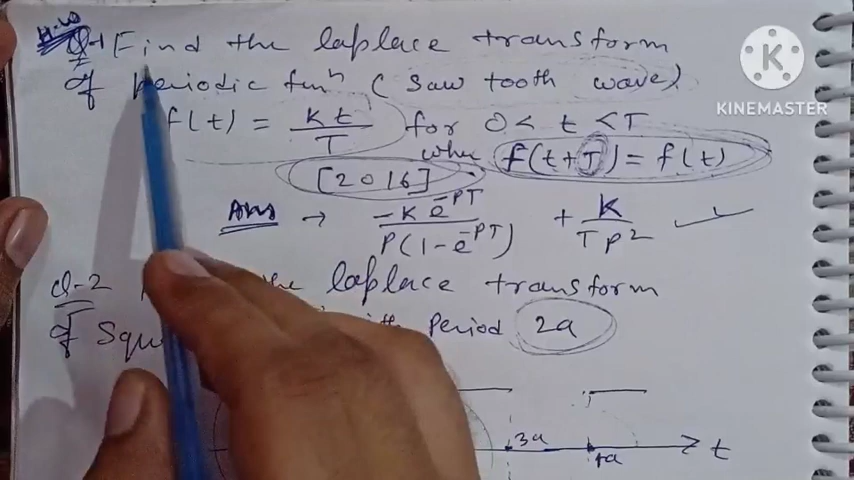 H.W
Q-1 Find the laplace transform
of periodic funⁿ (saw tooth wave)
f(t) = Kt/T for 0 < t < T
when f(t+T) = f(t)
[2016]
Ans → -K e^-PT / P(1-e^-PT) + K / TP²
Q-2 the laplace transform
of Squ Period 2a
3a 4a t
KINEMASTER